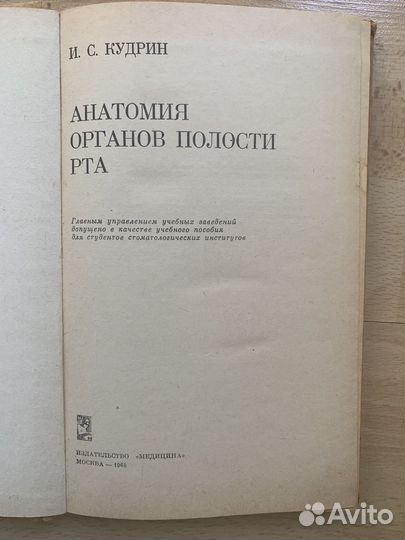 И. С. КУДРИН
АНАТОМИЯ
ОРГАНОВ ПОЛОСТИ
РТА
Главным управлением учебных заведений
допущено в качестве учебного пособия
для студентов стоматологических институтов
ИЗДАТЕЛЬСТВО «МЕДИЦИНА»
МОСКВА — 1968
Avito